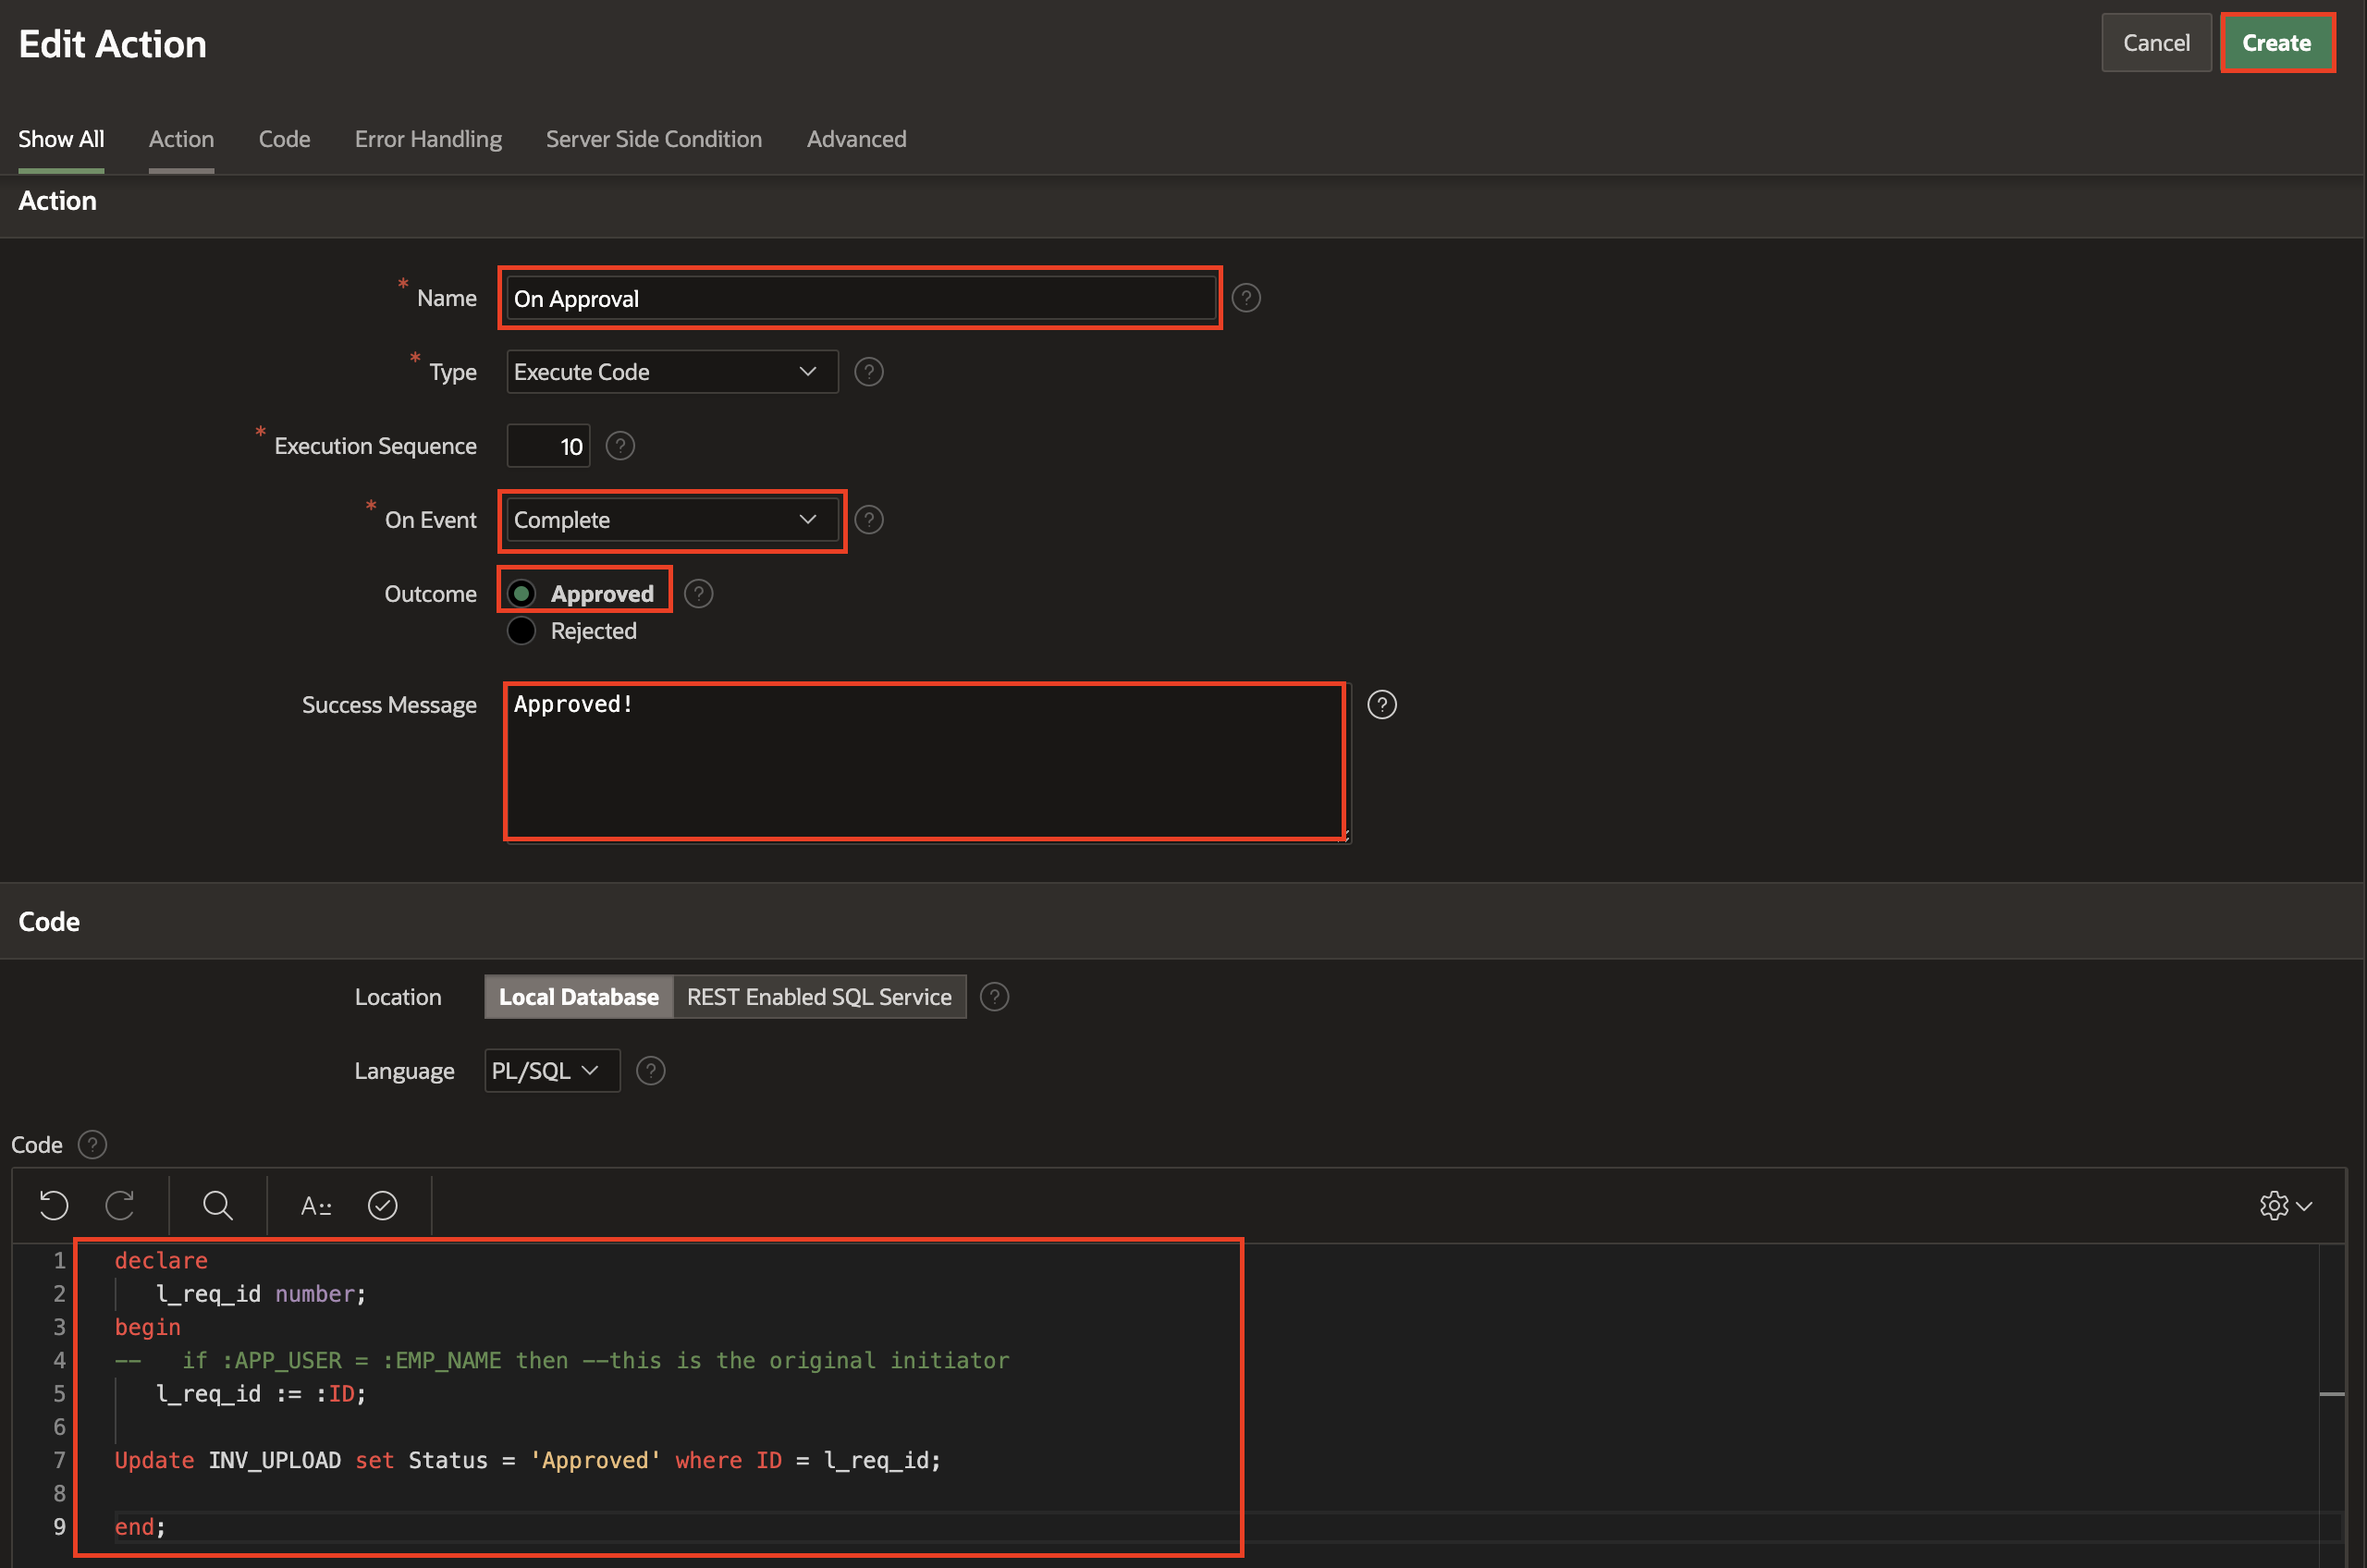 Edit Action
Cancel
Create
Show All
Action
Code
Error Handling
Server Side Condition
Advanced
Action
* Name
On Approval
?
* Type
Execute Code
?
* Execution Sequence
10
?
* On Event
Complete
?
Outcome
Approved
?
Rejected
Success Message
Approved!
?
Code
Location
Local Database
REST Enabled SQL Service
?
Language
PL/SQL
?
Code
?
A::
1 declare
2 l_req_id number;
3 begin
4 --   if :APP_USER = :EMP_NAME then --this is the original initiator
5 l_req_id := :ID;
6
7 Update INV_UPLOAD set Status = 'Approved' where ID = l_req_id;
8
9 end;